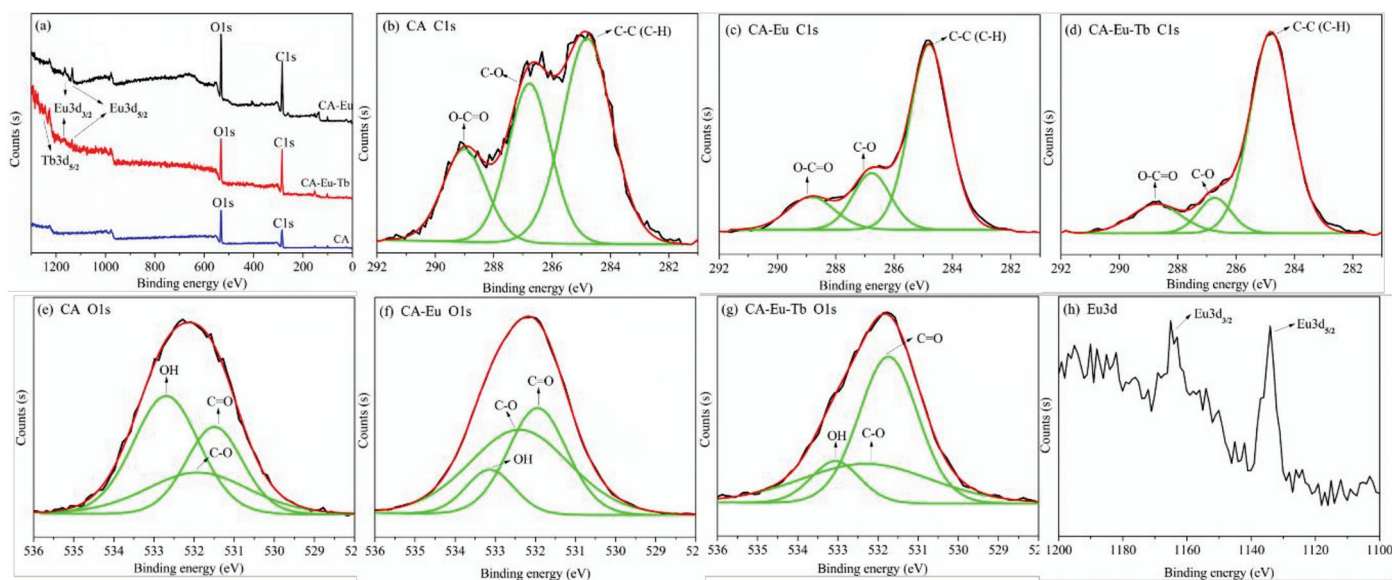 (a)
O1s
C1s
Eu3d3/2
Eu3d5/2
CA-Eu
O1s
C1s
Tb3d5/2
CA-Eu-Tb
O1s
C1s
CA
Counts (s)
1200 1000 800 600 400 200 0
Binding energy (eV)
(b) CA C1s
C-C (C-H)
C-O
O-C=O
Counts (s)
292 290 288 286 284 282
Binding energy (eV)
(c) CA-Eu C1s
C-C (C-H)
C-O
O-C=O
Counts (s)
292 290 288 286 284 282
Binding energy (eV)
(d) CA-Eu-Tb C1s
C-C (C-H)
C-O
O-C=O
Counts (s)
292 290 288 286 284 282
Binding energy (eV)
(e) CA O1s
OH
C=O
C-O
Counts (s)
536 535 534 533 532 531 530 52
Binding energy (eV)
(f) CA-Eu O1s
C=O
C-O
OH
Counts (s)
536 535 534 533 532 531 530 52
Binding energy (eV)
(g) CA-Eu-Tb O1s
C=O
OH
C-O
Counts (s)
536 535 534 533 532 531 530 52
Binding energy (eV)
(h) Eu3d
Eu3d3/2
Eu3d5/2
Counts (s)
1200 1180 1160 1140 1120 1100
Binding energy (eV)